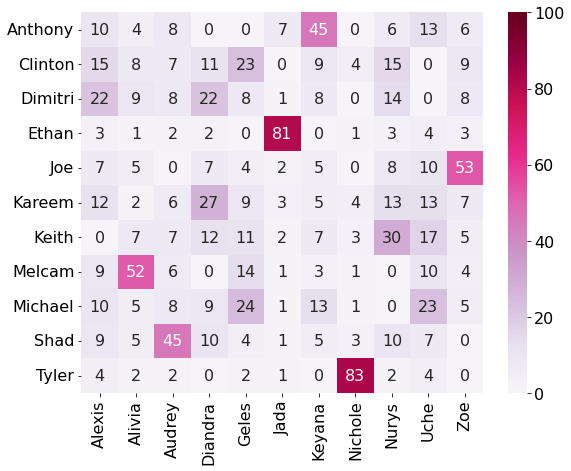 Anthony 10 4 8 0 0 7 45 0 6 13 6
Clinton 15 8 7 11 23 0 9 4 15 0 9
Dimitri 22 9 8 22 8 1 8 0 14 0 8
Ethan 3 1 2 2 0 81 0 1 3 4 3
Joe 7 5 0 7 4 2 5 0 8 10 53
Kareem 12 2 6 27 9 3 5 4 13 13 7
Keith 0 7 7 12 11 2 7 3 30 17 5
Melcam 9 52 6 0 14 1 3 1 0 10 4
Michael 10 5 8 9 24 1 13 1 0 23 5
Shad 9 5 45 10 4 1 5 3 10 7 0
Tyler 4 2 2 0 2 1 0 83 2 4 0
Alexis Alivia Audrey Diandra Geles Jada Keyana Nichole Nurys Uche Zoe
100
80
60
40
20
0